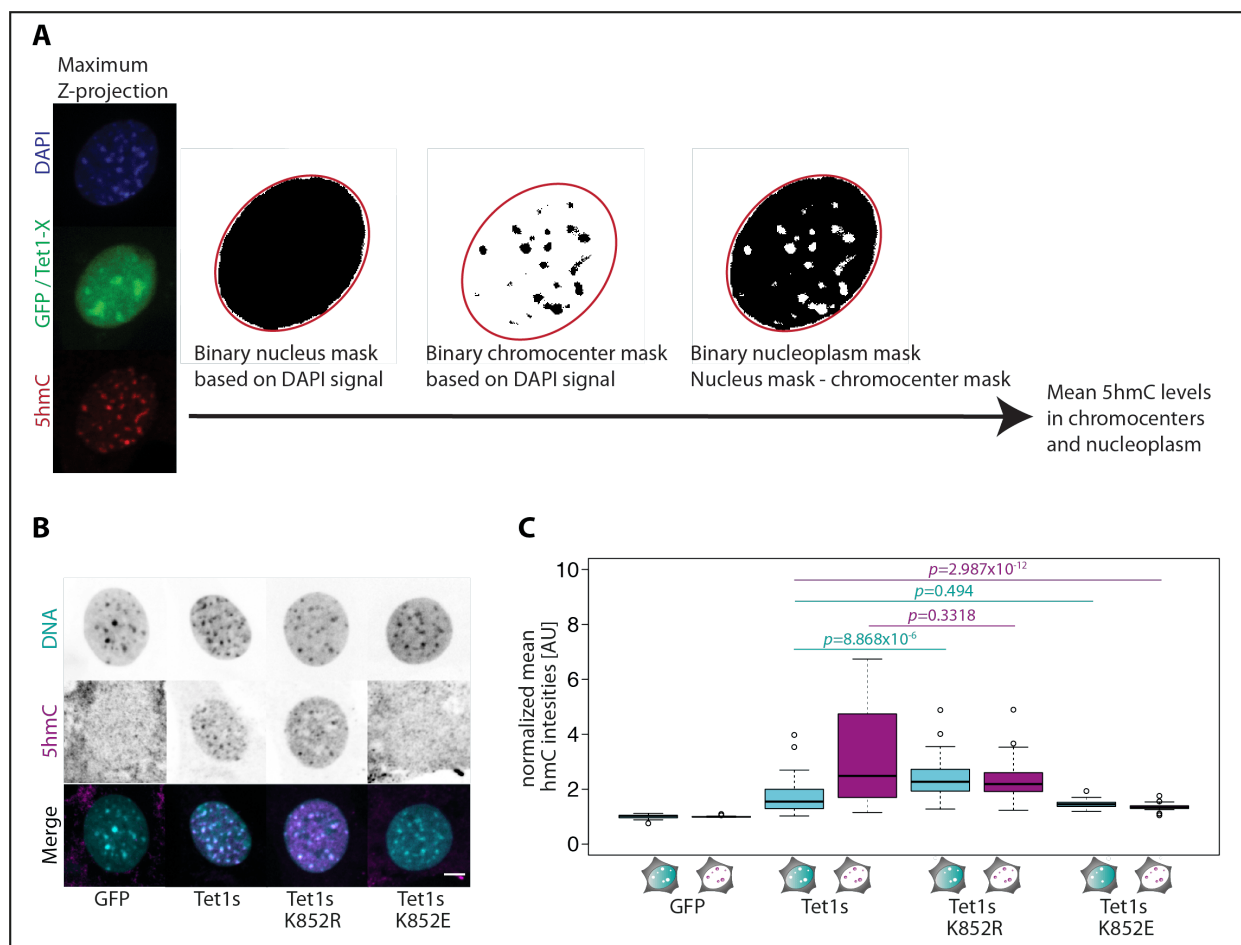 A
Maximum
Z-projection
DAPI
GFP / Tet1-X
5hmC
Binary nucleus mask
based on DAPI signal
Binary chromocenter mask
based on DAPI signal
Binary nucleoplasm mask
Nucleus mask - chromocenter mask
Mean 5hmC levels
in chromocenters
and nucleoplasm
B
DNA
5hmC
Merge
GFP
Tet1s
Tet1s
K852R
Tet1s
K852E
C
normalized mean
hmC intesities [AU]
10
8
6
4
2
0
p=2.987x10⁻¹²
p=0.494
p=0.3318
p=8.868x10⁻⁶
GFP
Tet1s
Tet1s
K852R
Tet1s
K852E